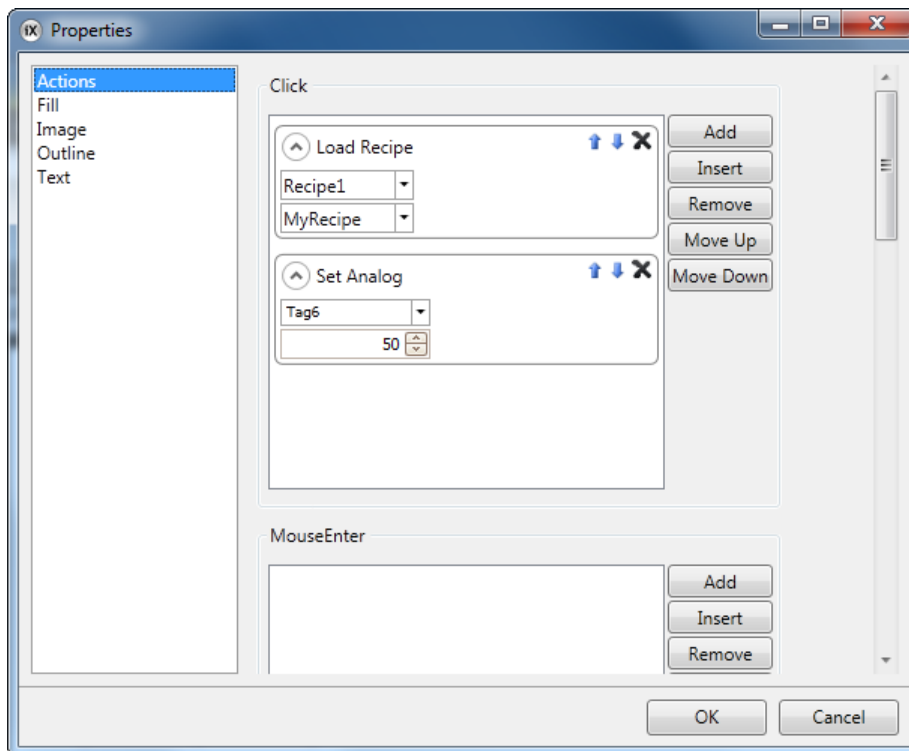 iX Properties
Actions
Fill
Image
Outline
Text
Click
Load Recipe
Recipe1
MyRecipe
Set Analog
Tag6
50
Add
Insert
Remove
Move Up
Move Down
MouseEnter
Add
Insert
Remove
OK
Cancel